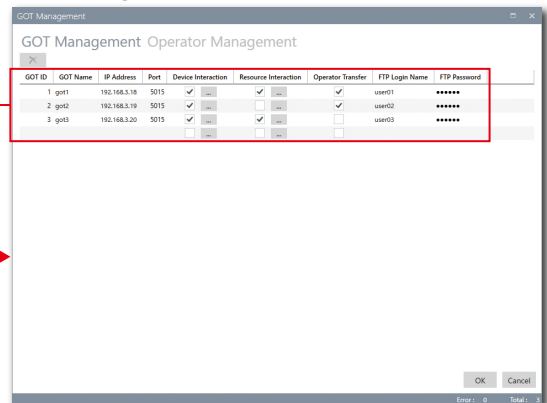 GOT Management
GOT Management Operator Management
GOT ID GOT Name IP Address Port Device Interaction Resource Interaction Operator Transfer FTP Login Name FTP Password
1 got1 192.168.3.18 5015 ... ... user01 ••••••
2 got2 192.168.3.19 5015 ... ... user02 ••••••
3 got3 192.168.3.20 5015 ... ... user03 ••••••
... ...
OK Cancel
Error : 0 Total : 3